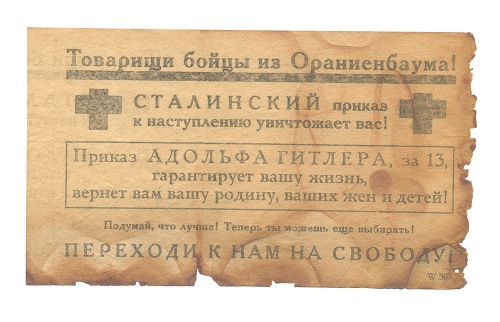 Товарищи бойцы из Ораниенбаума!
СТАЛИНСКИЙ приказ
к наступлению уничтожает вас!
Приказ АДОЛЬФА ГИТЛЕРА, за 13,
гарантирует вашу жизнь,
вернет вам вашу родину, ваших жен и детей!
Подумай, что лучше! Теперь ты можешь еще выбирать!
ПЕРЕХОДИ К НАМ НА СВОБОДУ!